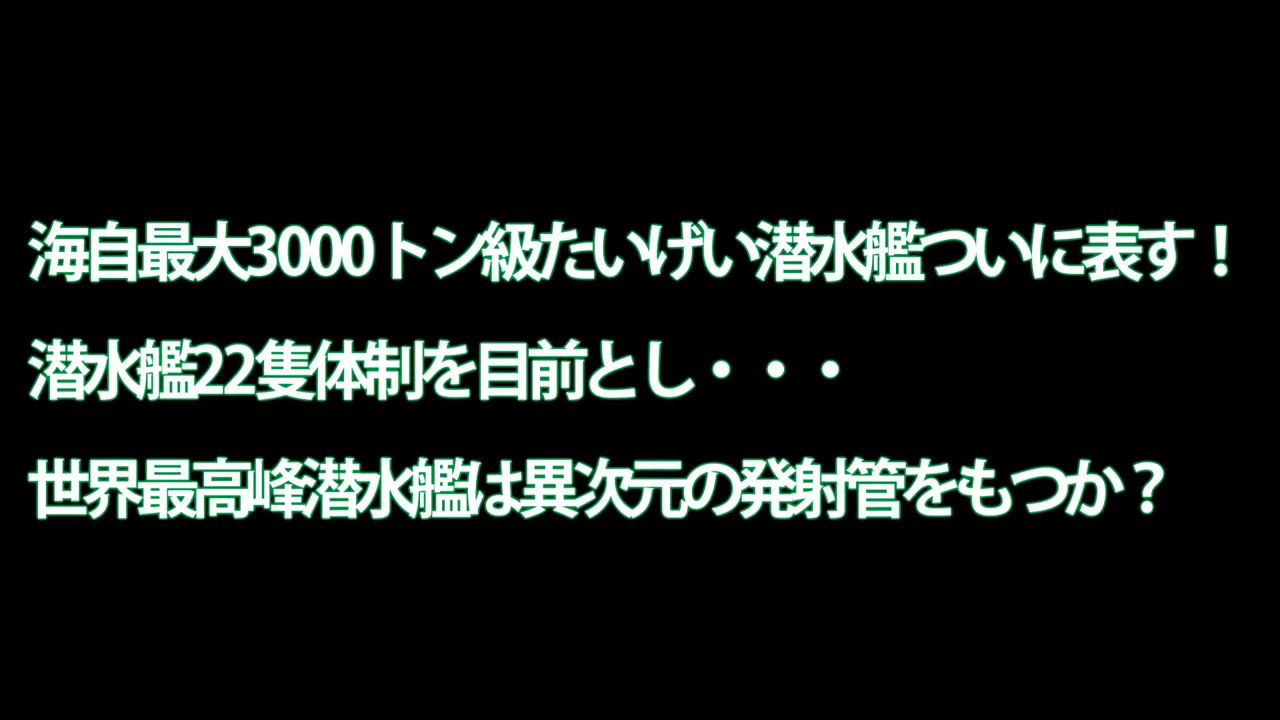 海自最大3000トン級たいげい潜水艦ついに表す！
潜水艦22隻体制を目前とし・・・
世界最高峰潜水艦は異次元の発射管をもつか？